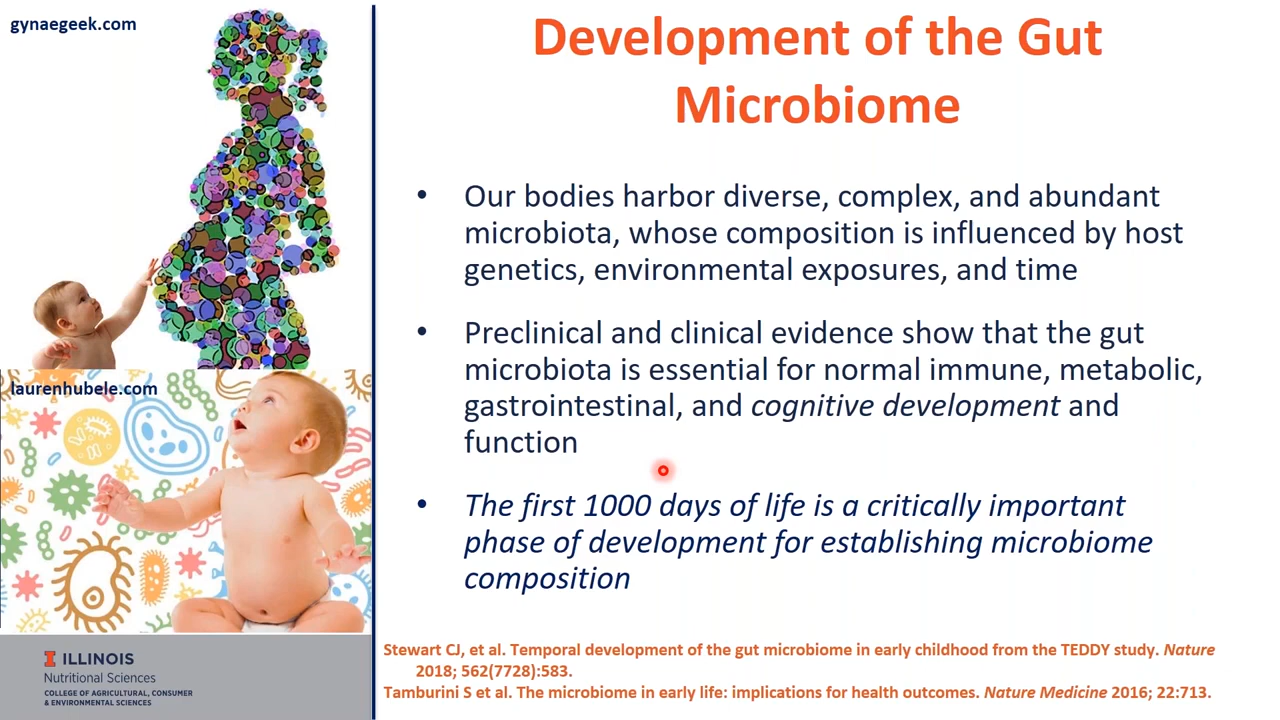 gynaegeek.com
Development of the Gut
Microbiome
• Our bodies harbor diverse, complex, and abundant
microbiota, whose composition is influenced by host
genetics, environmental exposures, and time
• Preclinical and clinical evidence show that the gut
microbiota is essential for normal immune, metabolic,
gastrointestinal, and cognitive development and
function
• The first 1000 days of life is a critically important
phase of development for establishing microbiome
composition
laurenhubele.com
ILLINOIS
Nutritional Sciences
COLLEGE OF AGRICULTURAL, CONSUMER
& ENVIRONMENTAL SCIENCES
Stewart CJ, et al. Temporal development of the gut microbiome in early childhood from the TEDDY study. Nature
2018; 562(7728):583.
Tamburini S et al. The microbiome in early life: implications for health outcomes. Nature Medicine 2016; 22:713.